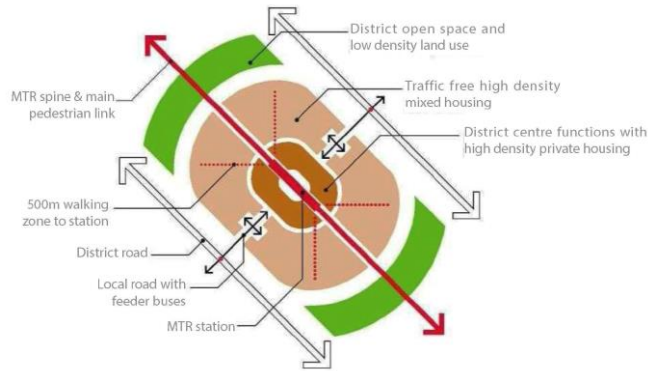 District open space and
low density land use
Traffic free high density
mixed housing
MTR spine & main
pedestrian link
District centre functions with
high density private housing
500m walking
zone to station
District road
Local road with
feeder buses
MTR station